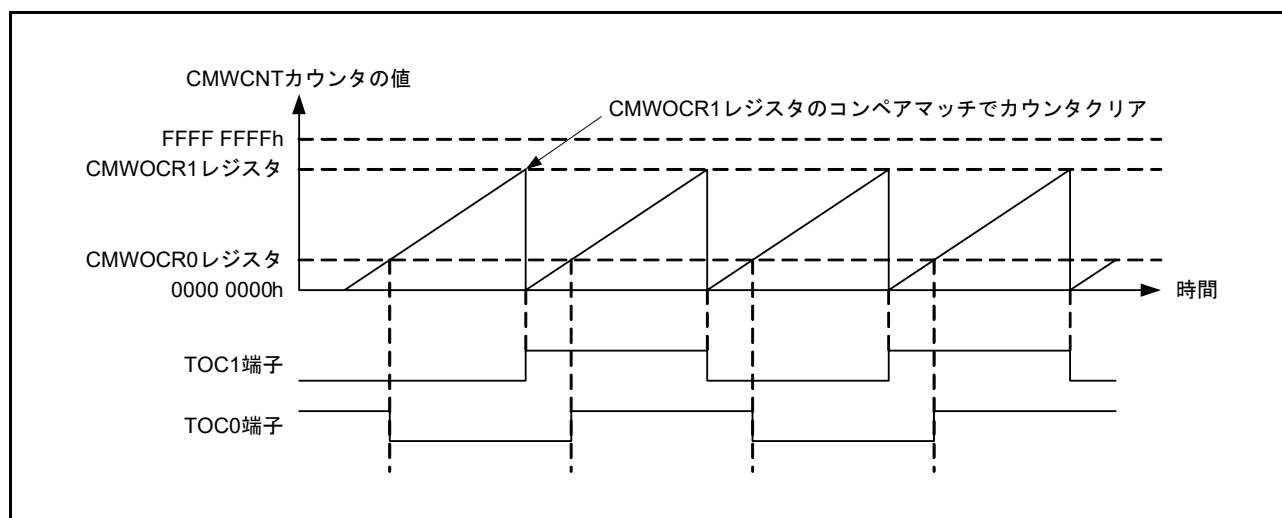 CMWCNTカウンタの値
CMWOCR1レジスタのコンペアマッチでカウンタクリア
FFFF FFFFh
CMWOCR1レジスタ
CMWOCR0レジスタ
0000 0000h
時間
TOC1端子
TOC0端子